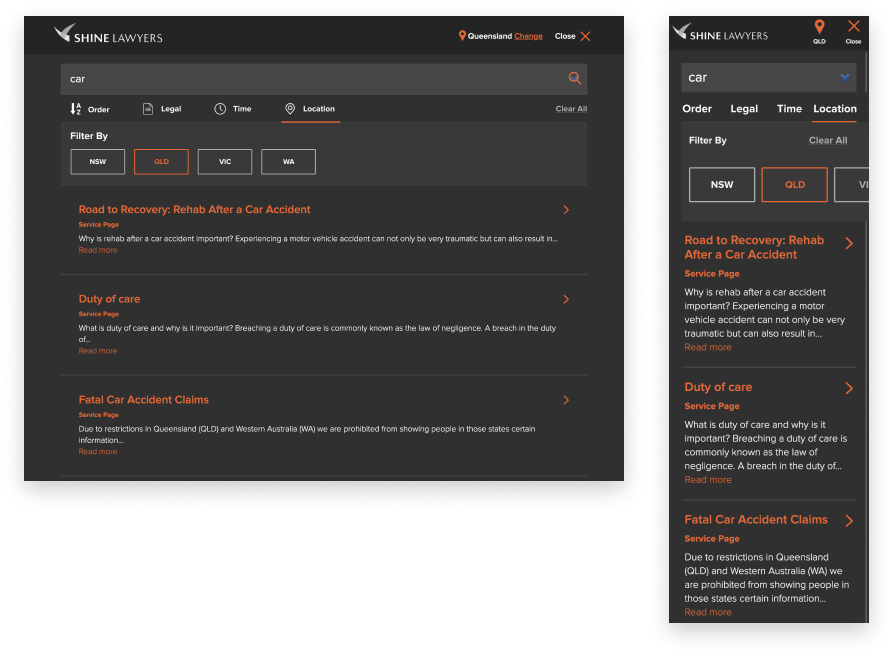 SHINE LAWYERS
Queensland Change
Close
car
Order
Legal
Time
Location
Clear All
Filter By
NSW
QLD
VIC
WA
Road to Recovery: Rehab After a Car Accident
Service Page
Why is rehab after a car accident important? Experiencing a motor vehicle accident can not only be very traumatic but can also result in...
Read more
Duty of care
Service Page
What is duty of care and why is it important? Breaching a duty of care is commonly known as the law of negligence. A breach in the duty
of...
Read more
Fatal Car Accident Claims
Service Page
Due to restrictions in Queensland (QLD) and Western Australia (WA) we are prohibited from showing people in those states certain
information...
Read more
SHINE LAWYERS
QLD
Close
car
Order
Legal
Time
Location
Filter By
Clear All
NSW
QLD
VI
Road to Recovery: Rehab
After a Car Accident
Service Page
Why is rehab after a car accident
important? Experiencing a motor
vehicle accident can not only be very
traumatic but can also result in...
Read more
Duty of care
Service Page
What is duty of care and why is it
important? Breaching a duty of care is
commonly known as the law of
negligence. A breach in the duty of...
Read more
Fatal Car Accident Claims
Service Page
Due to restrictions in Queensland
(QLD) and Western Australia (WA) we
are prohibited from showing people in
those states certain information...
Read more